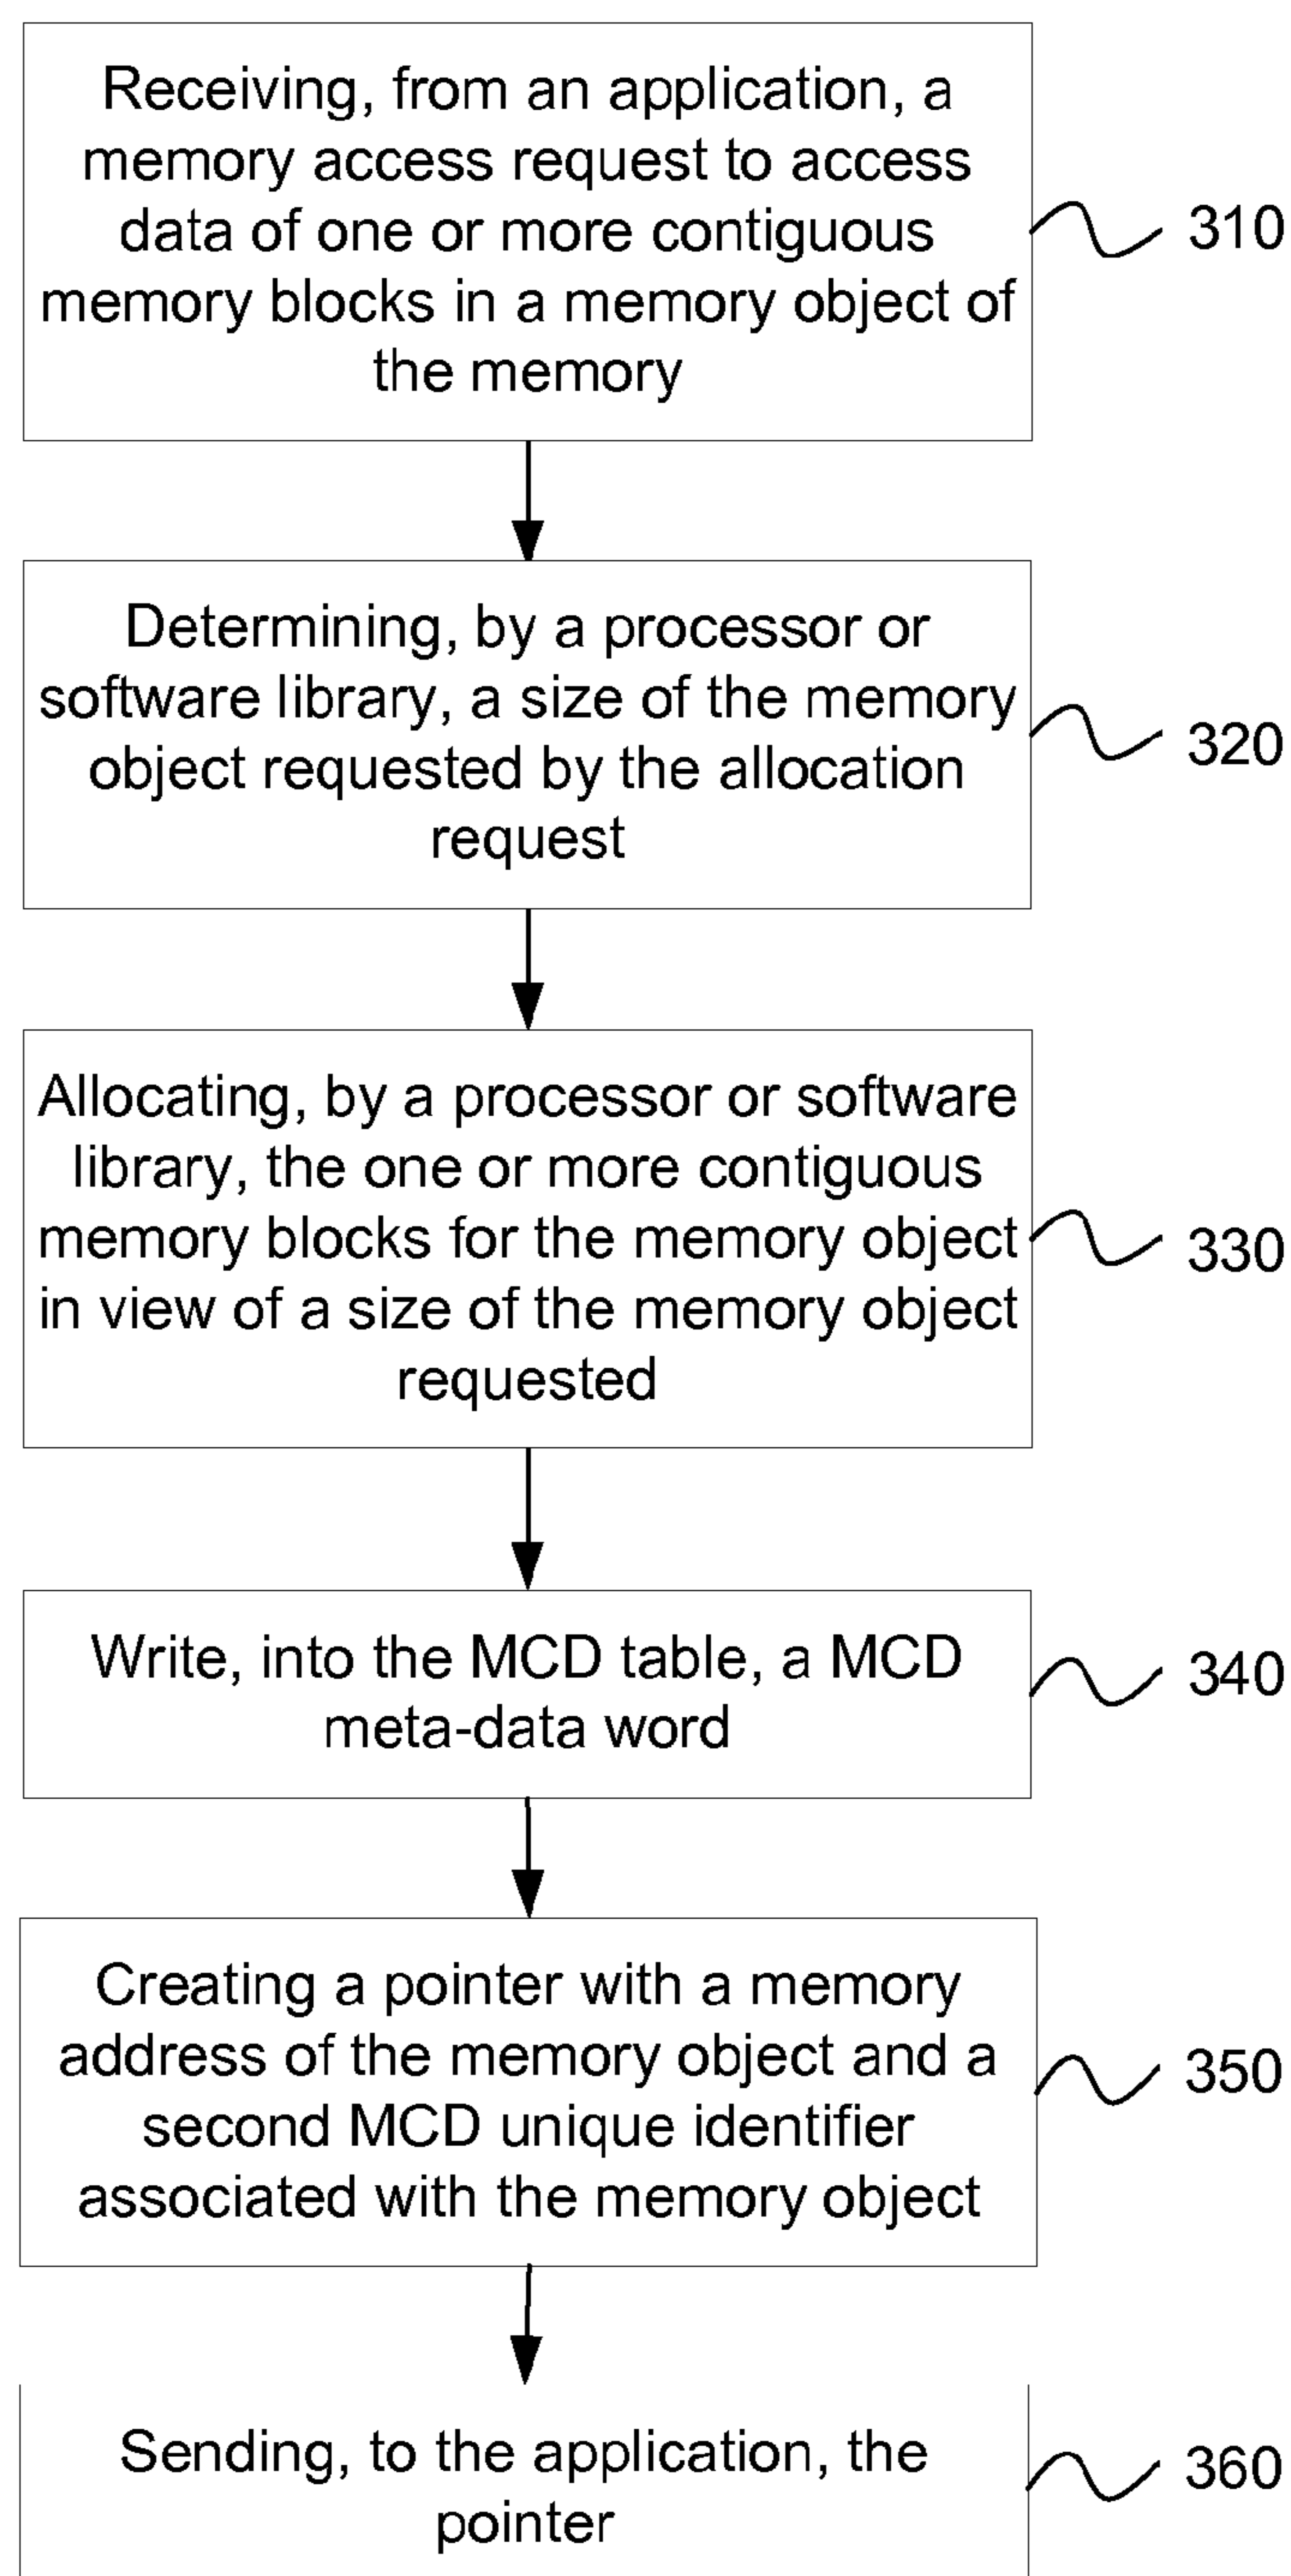 Receiving, from an application, a
memory access request to access
data of one or more contiguous
memory blocks in a memory object of
the memory
310
Determining, by a processor or
software library, a size of the memory
object requested by the allocation
request
320
Allocating, by a processor or software
library, the one or more contiguous
memory blocks for the memory object
in view of a size of the memory object
requested
330
Write, into the MCD table, a MCD
meta-data word
340
Creating a pointer with a memory
address of the memory object and a
second MCD unique identifier
associated with the memory object
350
Sending, to the application, the
pointer
360